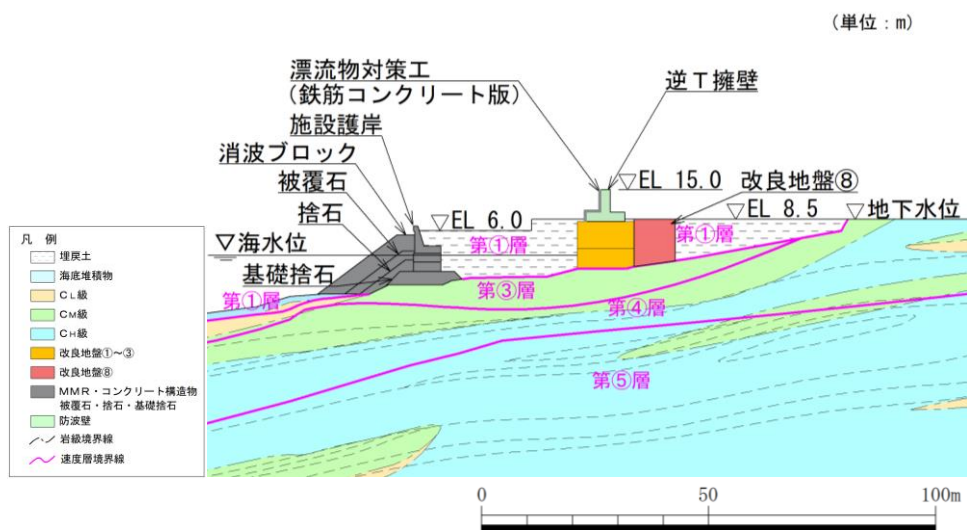 (単位：m)
漂流物対策工
(鉄筋コンクリート版)
施設護岸
消波ブロック
被覆石
捨石
▽海水位
基礎捨石
逆T擁壁
▽EL 15.0
改良地盤⑧
▽EL 6.0
▽EL 8.5
▽地下水位
第①層
第①層
第①層
第③層
第④層
第⑤層
凡 例
埋戻土
海底堆積物
CL級
CM級
CH級
改良地盤①～③
改良地盤⑧
MMR・コンクリート構造物
被覆石・捨石・基礎捨石
防波壁
岩級境界線
速度層境界線
0 50 100m